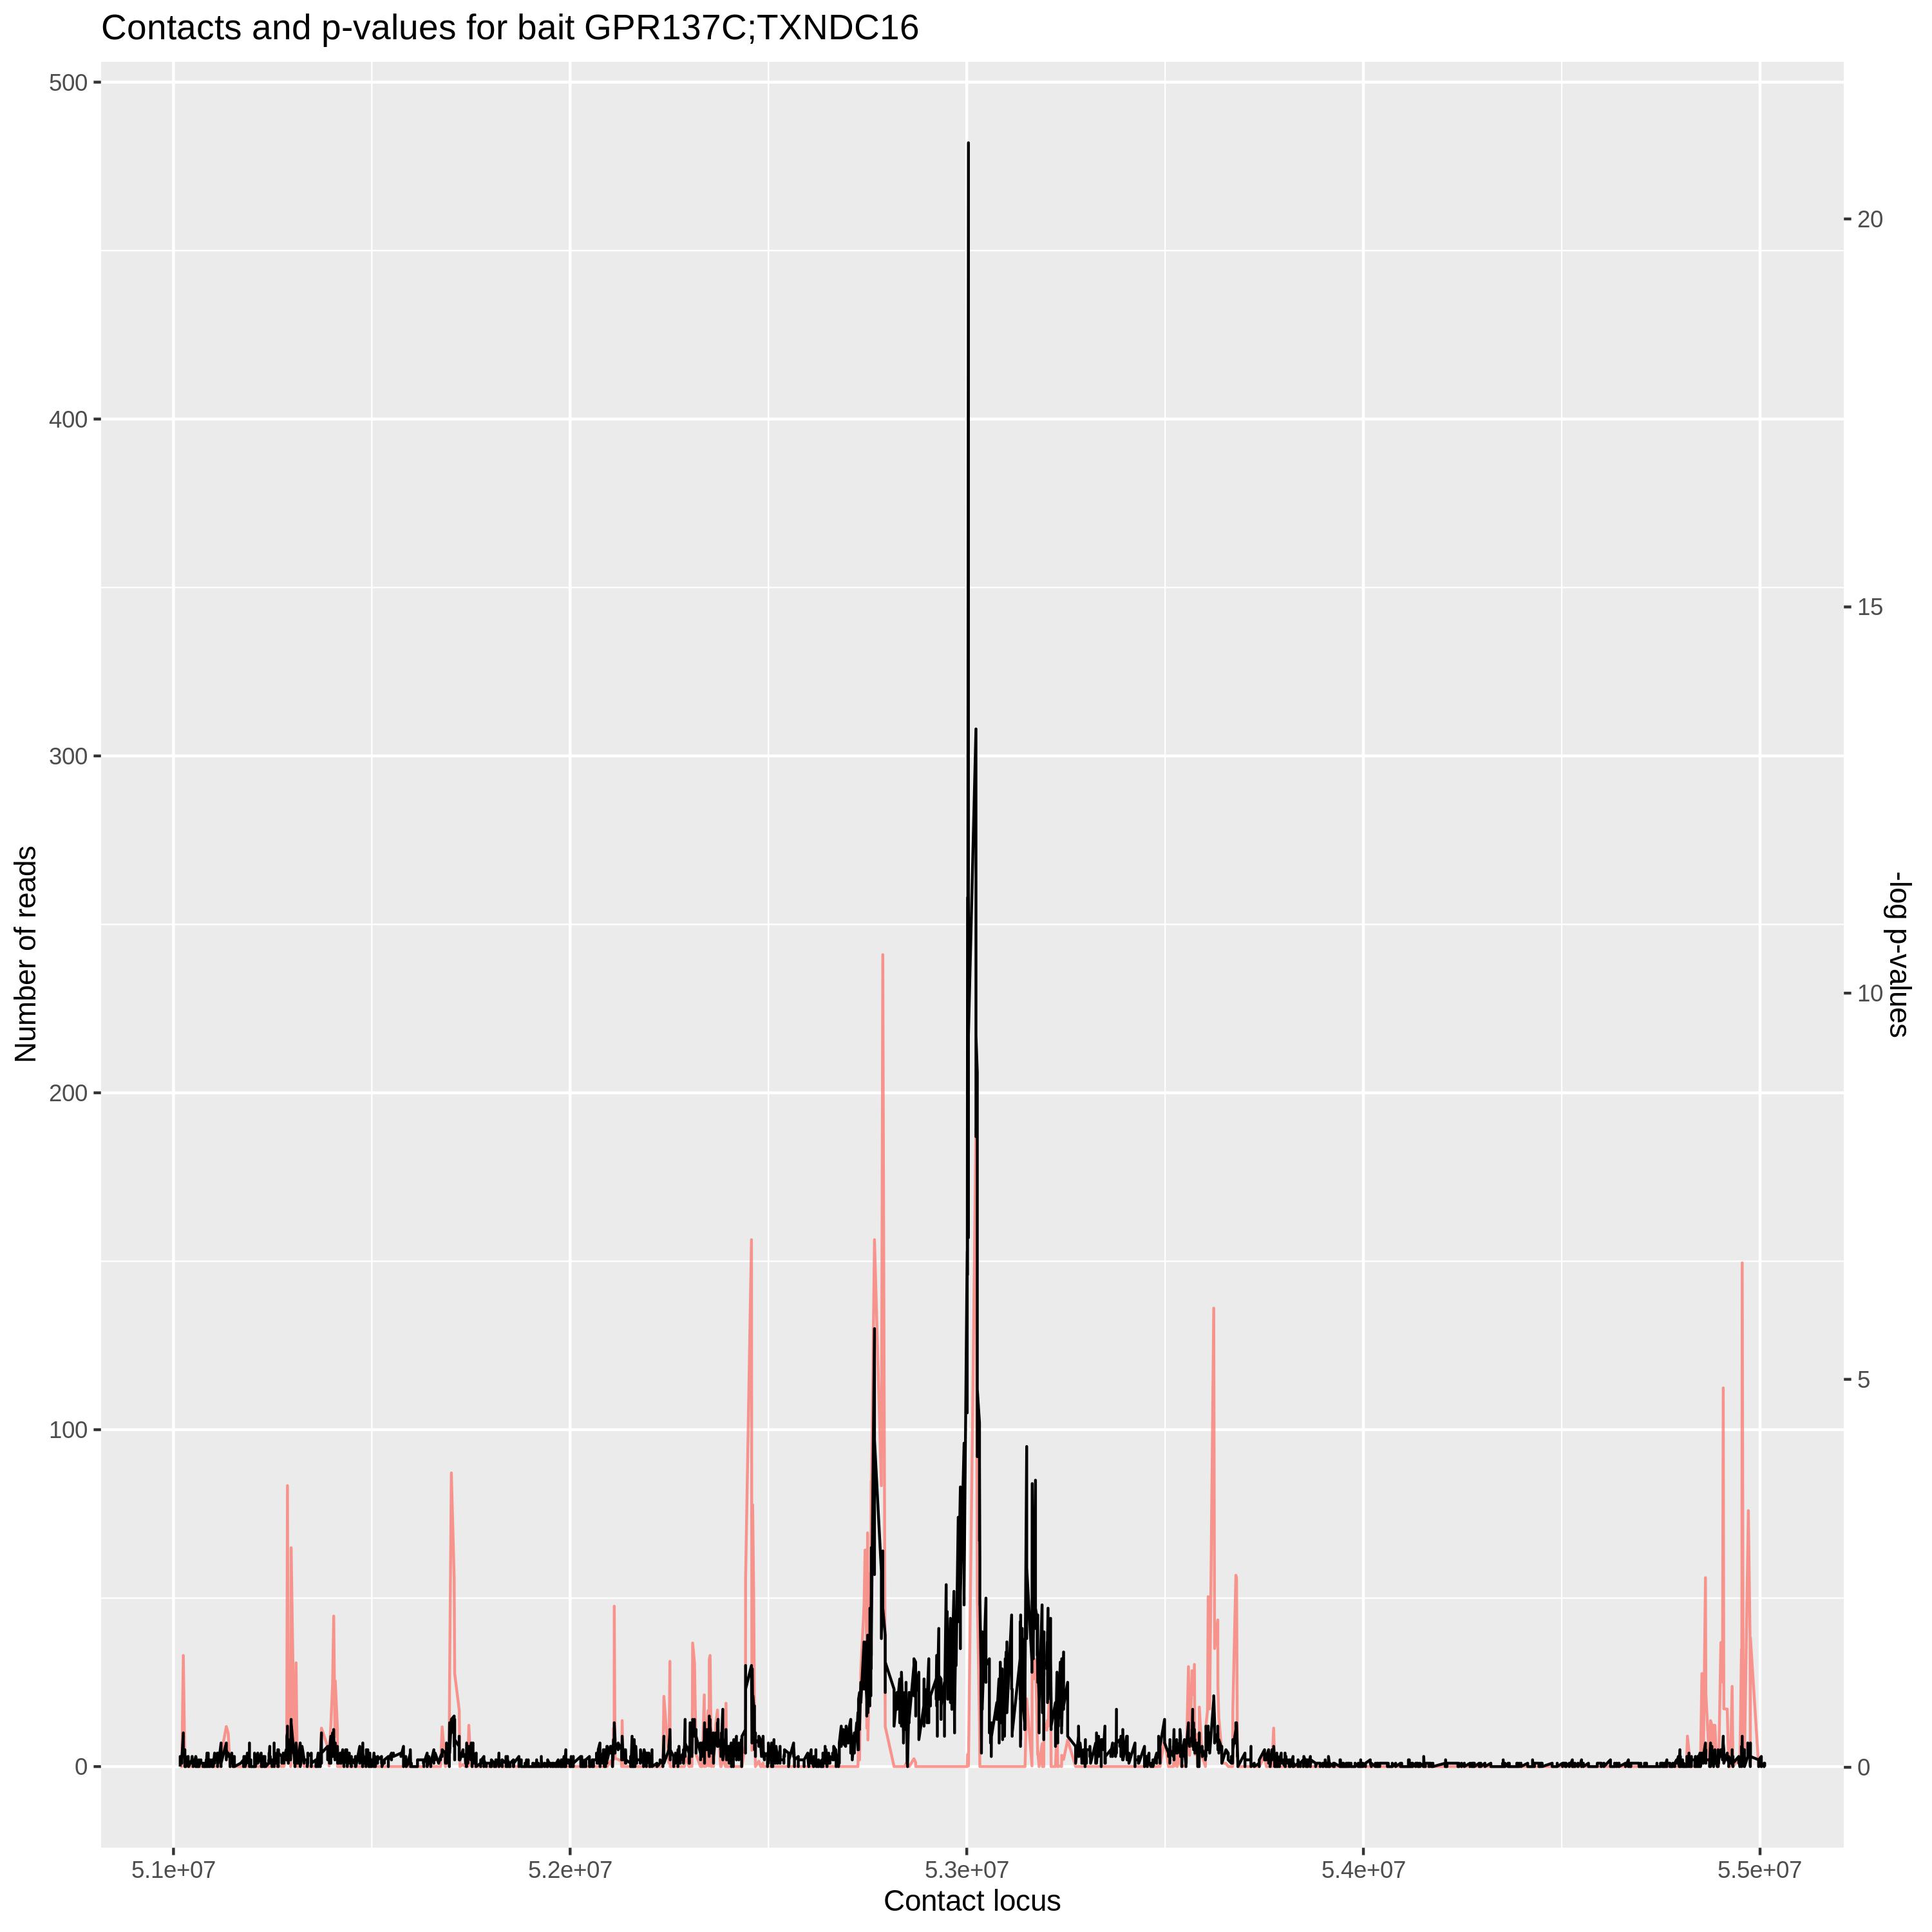 Contacts and p-values for bait GPR137C;TXNDC16
500
400
300
200
100
0
Number of reads
20
15
10
5
0
-log p-values
5.1e+07
5.2e+07
5.3e+07
5.4e+07
5.5e+07
Contact locus